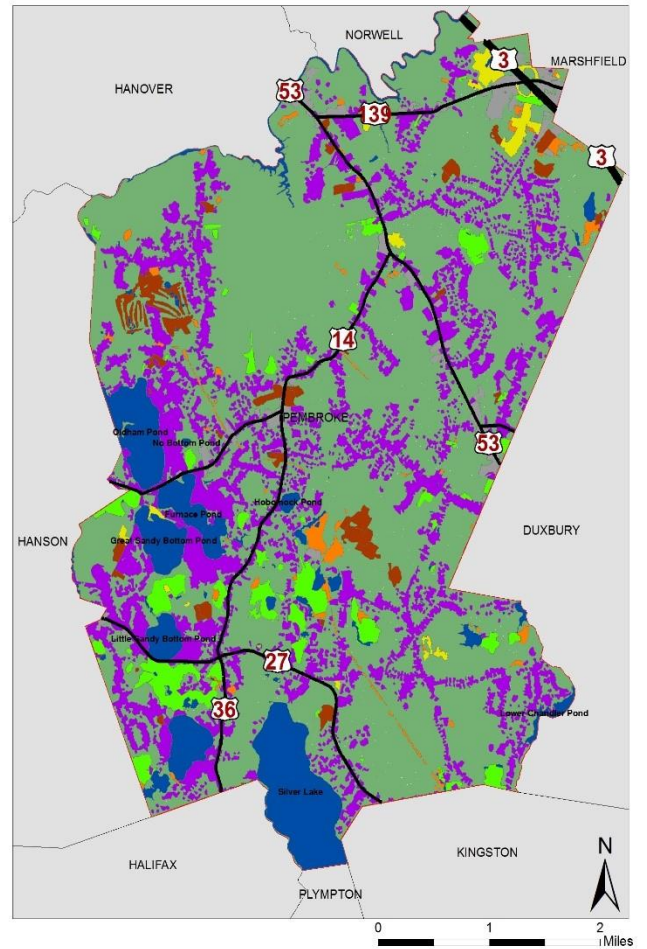 NORWELL
MARSHFIELD
3
HANOVER
53
139
3
14
PEMBROKE
Oldham Pond
No Bottom Pond
53
Hobomock Pond
Furnace Pond
HANSON
Great Sandy Bottom Pond
DUXBURY
Little Sandy Bottom Pond
27
36
Lower Chandler Pond
Silver Lake
HALIFAX
KINGSTON
N
PLYMPTON
0 1 2
Miles